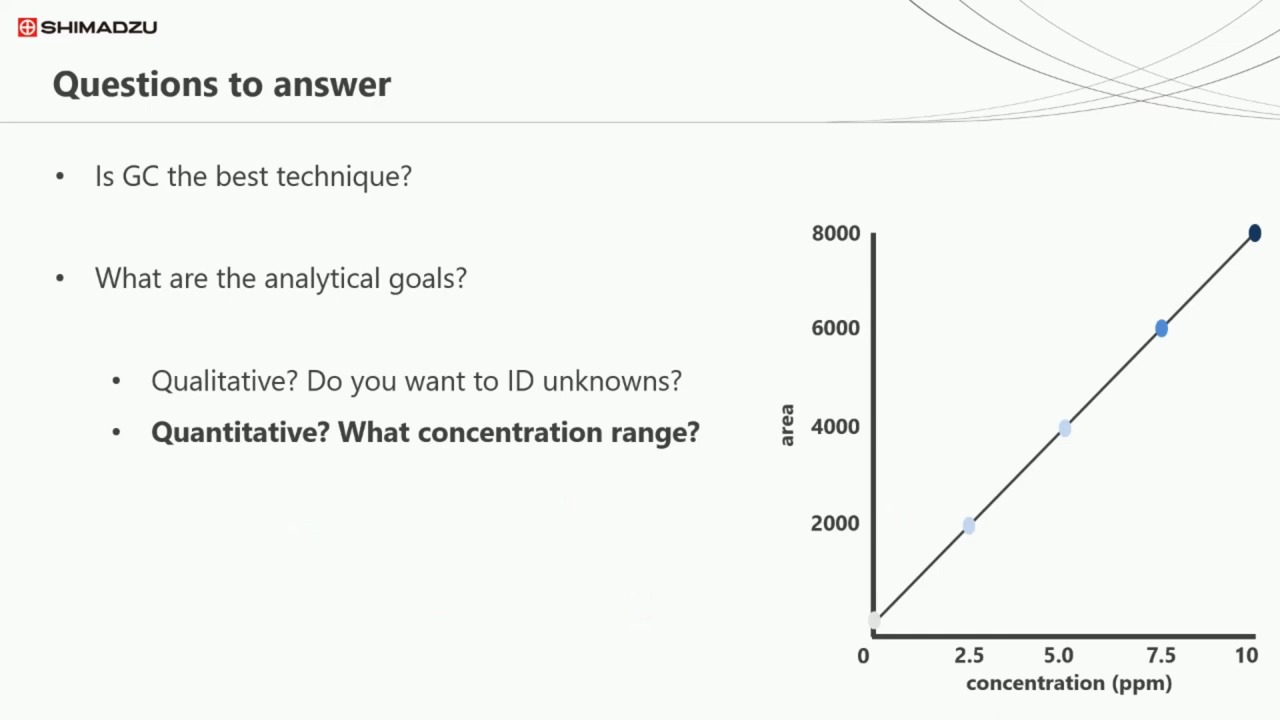 SHIMADZU
Questions to answer
• Is GC the best technique?
• What are the analytical goals?
• Qualitative? Do you want to ID unknowns?
• Quantitative? What concentration range?
8000
6000
4000
2000
area
0 2.5 5.0 7.5 10
concentration (ppm)